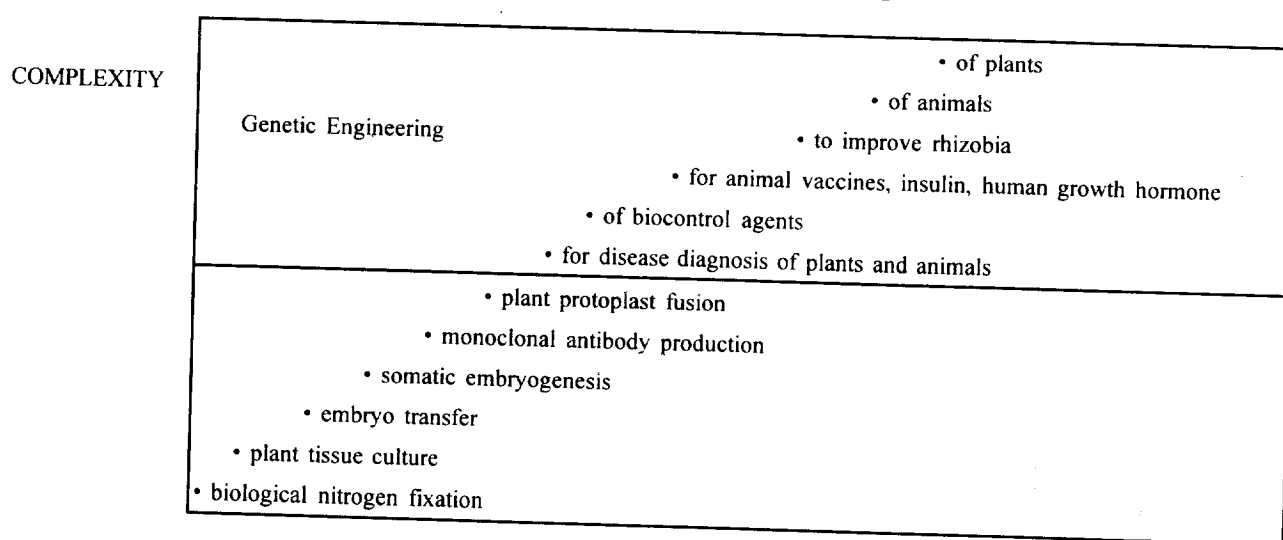 COMPLEXITY
Genetic Engineering
• of plants
• of animals
• to improve rhizobia
• for animal vaccines, insulin, human growth hormone
• of biocontrol agents
• for disease diagnosis of plants and animals
• plant protoplast fusion
• monoclonal antibody production
• somatic embryogenesis
• embryo transfer
• plant tissue culture
• biological nitrogen fixation